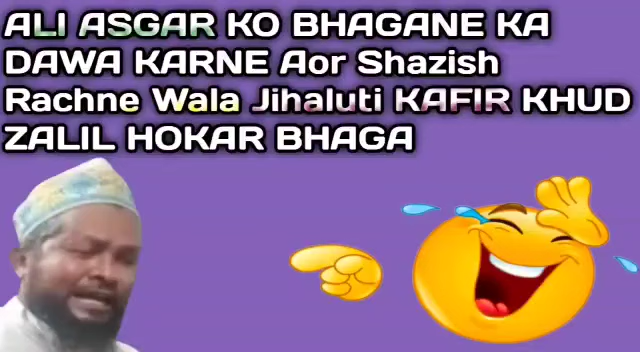 ALI ASGAR KO BHAGANE KA
DAWA KARNE Aor Shazish
Rachne Wala Jihaluti KAFIR KHUD
ZALIL HOKAR BHAGA